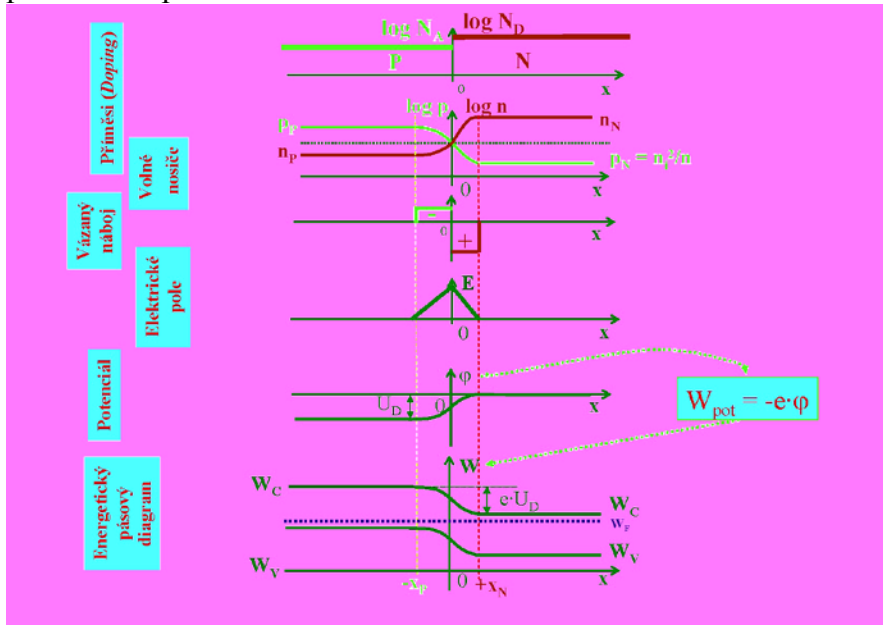 Příměsi (Doping)
log N_A
log N_D
P
N
0
x
Volné
nosiče
log p
log n
p_P
n_P
n_N
p_N = n_i²/n
0
x
Vázaný
náboj
-
+
0
x
Elektrické
pole
E
0
x
Potenciál
φ
U_D
0
x
W_pot = -e·φ
Energetický
pásový
diagram
W
W_C
e·U_D
W_C
W_F
W_V
W_V
-x_P
0
+x_N
x